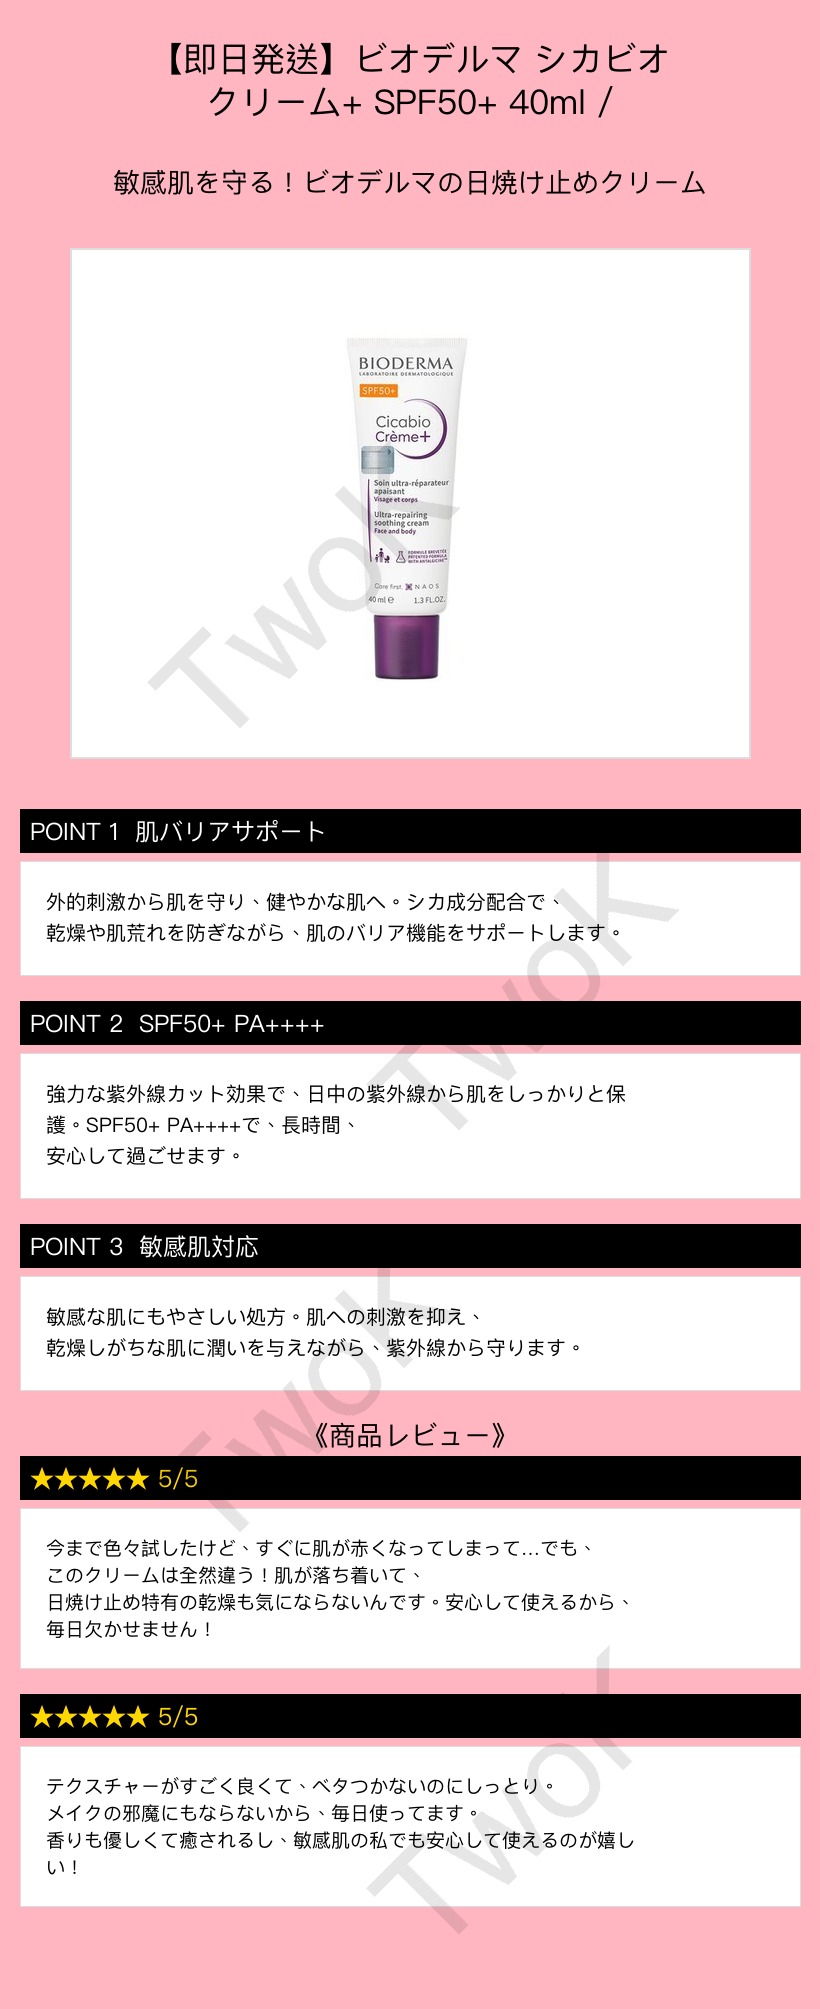 【即日発送】ビオデルマ シカビオ
クリーム+ SPF50+ 40ml /
敏感肌を守る！ビオデルマの日焼け止めクリーム
BIODERMA
LABORATOIRE DERMATOLOGIQUE
SPF50+
Cicabio
Crème+
Soin ultra-réparateur
apaisant
Visage et corps
Ultra-repairing
soothing cream
Face and body
FORMULE BREVETÉE
PATENTED FORMULA
WITH ANTALGICINE™
Care first. NAOS
40 ml ℮ 1.3 FL.OZ.
TwoK
POINT 1 肌バリアサポート
外的刺激から肌を守り、健やかな肌へ。シカ成分配合で、
乾燥や肌荒れを防ぎながら、肌のバリア機能をサポートします。
TwoK
POINT 2 SPF50+ PA++++
強力な紫外線カット効果で、日中の紫外線から肌をしっかりと保
護。SPF50+ PA++++で、長時間、
安心して過ごせます。
POINT 3 敏感肌対応
敏感な肌にもやさしい処方。肌への刺激を抑え、
乾燥しがちな肌に潤いを与えながら、紫外線から守ります。
TwoK
《商品レビュー》
★★★★★ 5/5
今まで色々試したけど、すぐに肌が赤くなってしまって…でも、
このクリームは全然違う！肌が落ち着いて、
日焼け止め特有の乾燥も気にならないんです。安心して使えるから、
毎日欠かせません！
★★★★★ 5/5
テクスチャーがすごく良くて、ベタつかないのにしっとり。
メイクの邪魔にもならないから、毎日使ってます。
香りも優しくて癒されるし、敏感肌の私でも安心して使えるのが嬉し
い！
TwoK